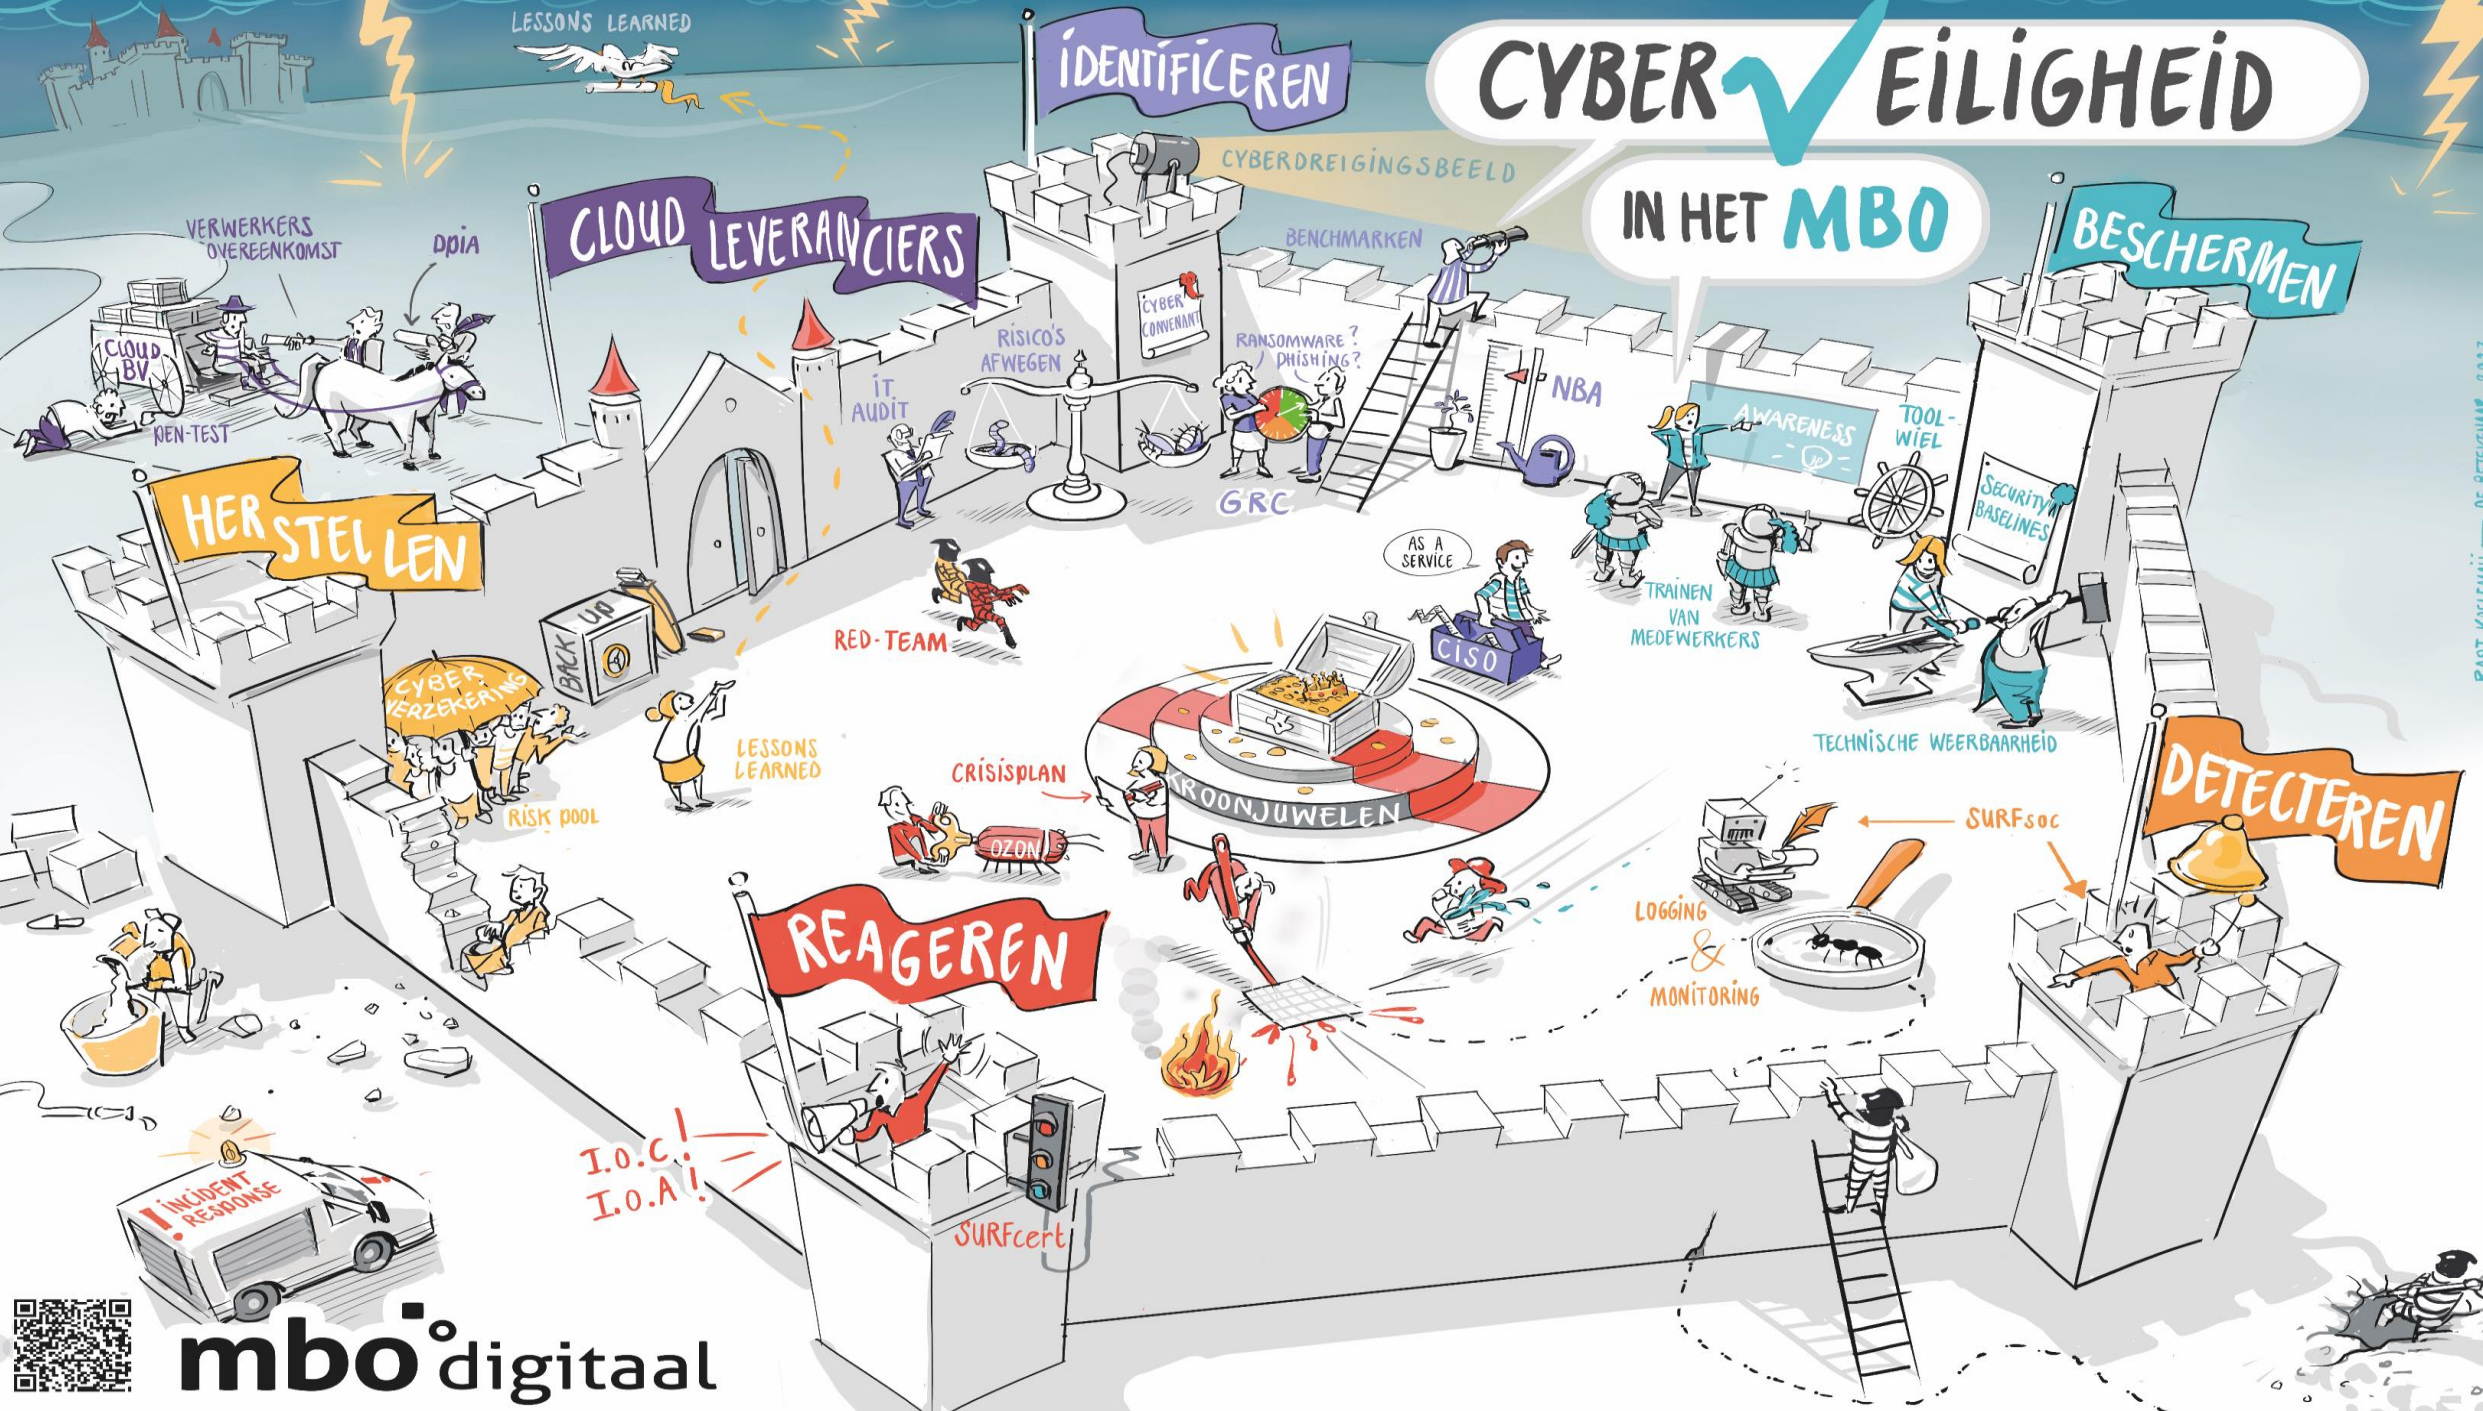 LESSONS LEARNED
IDENTIFICEREN
CYBER✓EILIGHEID
IN HET MBO
CYBERDREIGINGSBEELD
CLOUD LEVERANCIERS
BESCHERMEN
VERWERKERS
OVEREENKOMST
DPIA
BENCHMARKEN
CYBER
CONVENANT
CLOUD
BV
PEN-TEST
RISICO'S
AFWEGEN
IT
AUDIT
RANSOMWARE?
PHISHING?
GRC
NBA
AWARENESS
TOOL-
WIEL
SECURITY
BASELINES
HERSTELLEN
BACK UP
RED-TEAM
AS A
SERVICE
CISO
TRAINEN
VAN
MEDEWERKERS
TECHNISCHE WEERBAARHEID
CYBER
VERZEKERING
RISK POOL
LESSONS
LEARNED
CRISISPLAN
OZON
KROONJUWELEN
DETECTEREN
SURFsoc
LOGGING
&
MONITORING
REAGEREN
I.O.C!
I.O.A!
SURFcert
! INCIDENT
RESPONSE
mbo digitaal